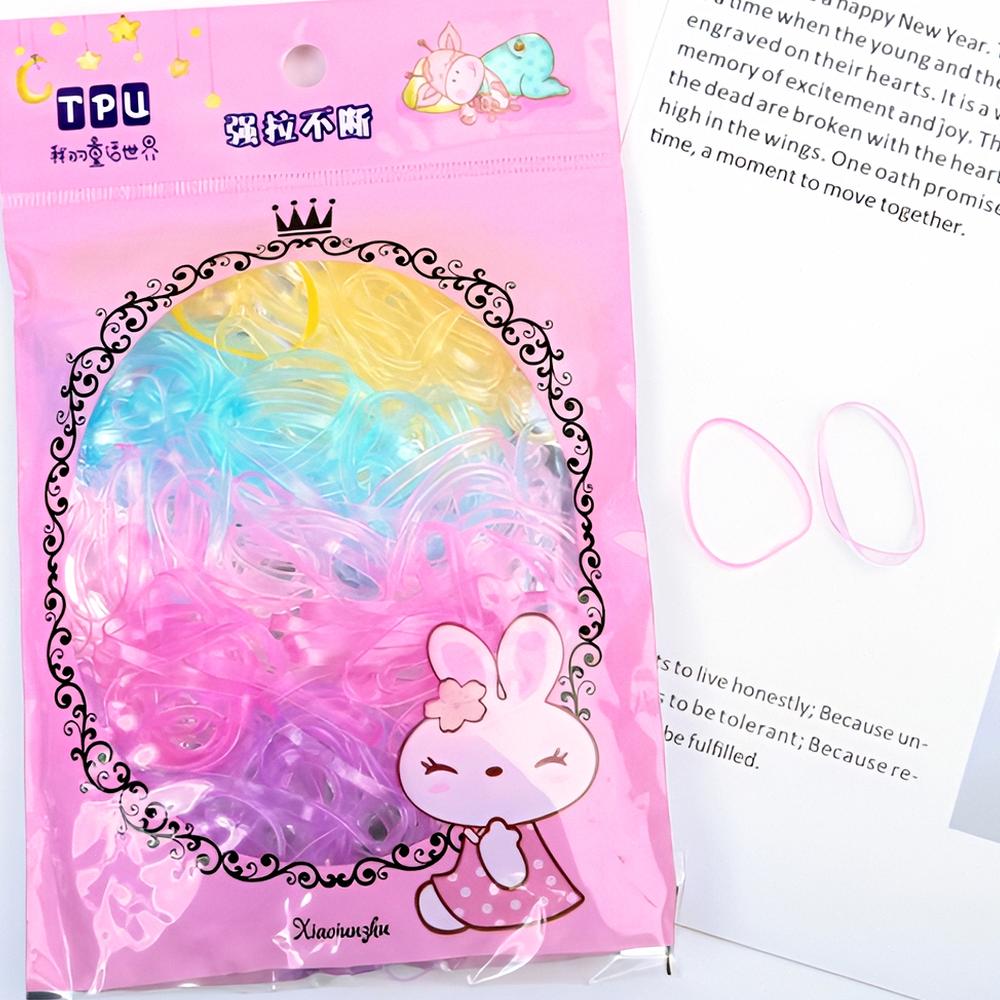 TPU
我的童话世界
强拉不断
Xiaoiunzhu
a happy New Year.
time when the young and the
engraved on their hearts. It is a
memory of excitement and joy. Th
the dead are broken with the heart
high in the wings. One oath promise
time, a moment to move together.
ts to live honestly; Because un-
s to be tolerant; Because re-
be fulfilled.